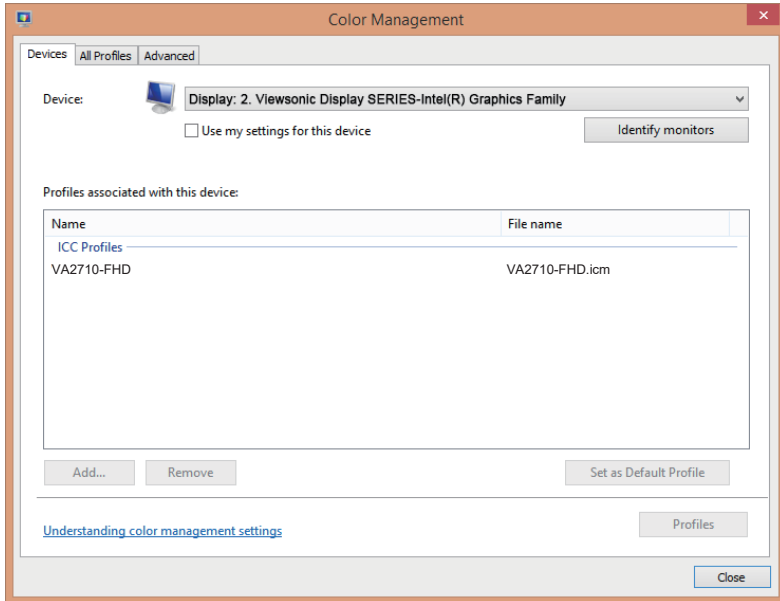 Color Management
Devices All Profiles Advanced
Device: Display: 2. Viewsonic Display SERIES-Intel(R) Graphics Family
Use my settings for this device Identify monitors
Profiles associated with this device:
Name File name
ICC Profiles
VA2710-FHD VA2710-FHD.icm
Add... Remove Set as Default Profile
Understanding color management settings Profiles
Close